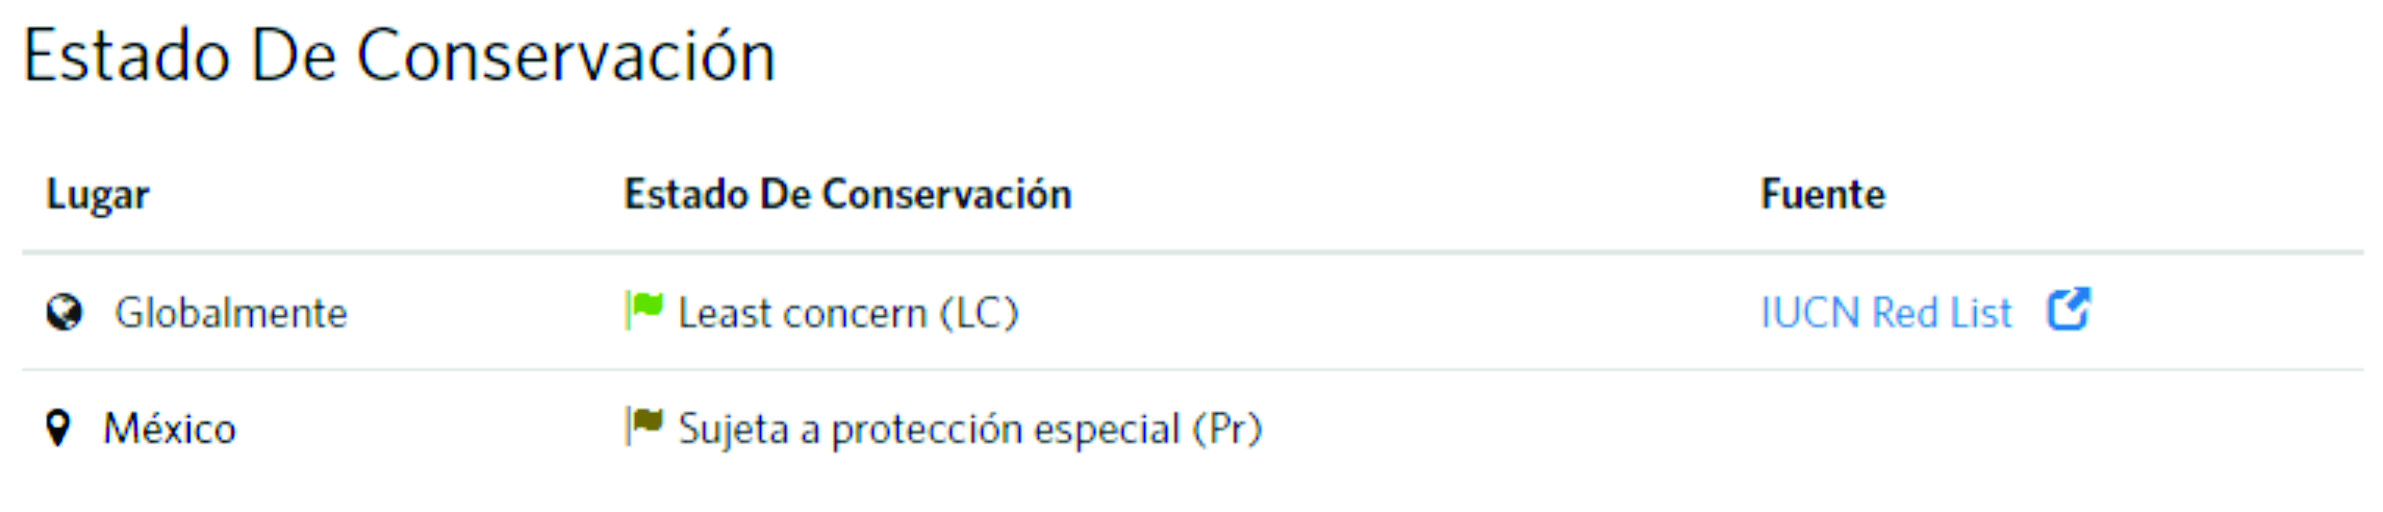 Estado De Conservación
Lugar Estado De Conservación Fuente
Globalmente Least concern (LC) IUCN Red List
México Sujeta a protección especial (Pr)